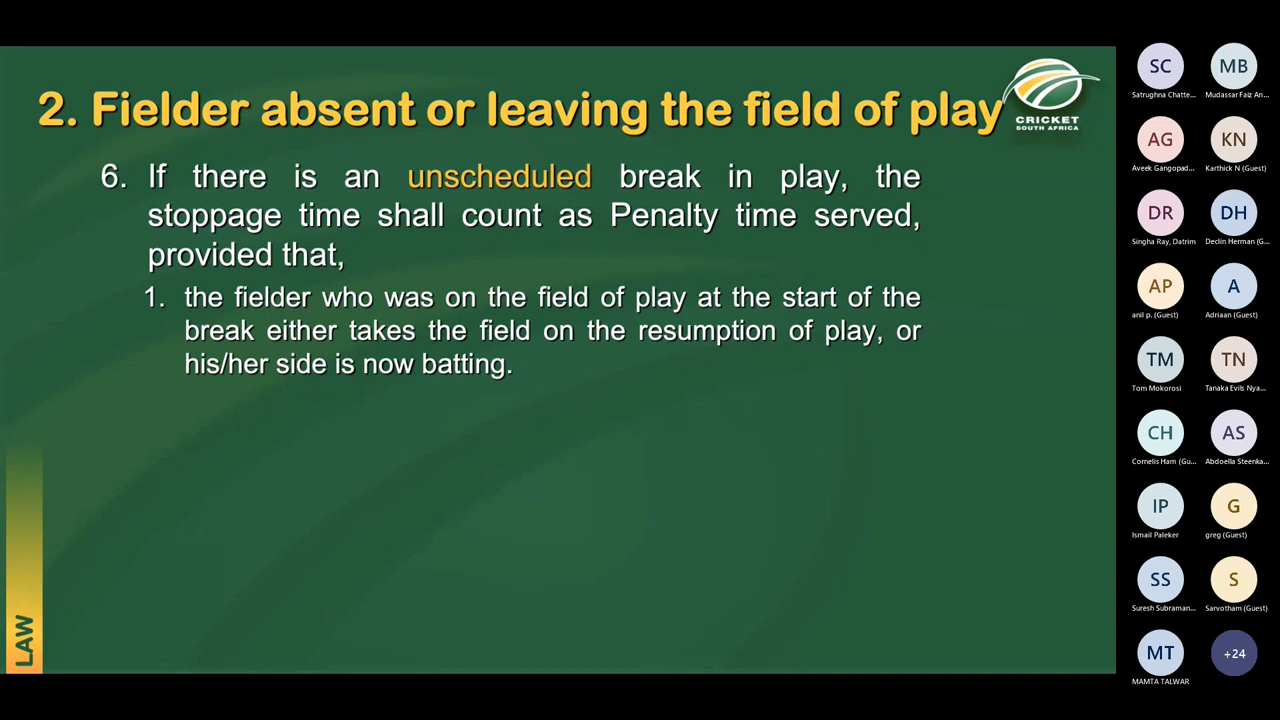 2. Fielder absent or leaving the field of play
CRICKET
SOUTH AFRICA
6. If there is an unscheduled break in play, the
stoppage time shall count as Penalty time served,
provided that,
1. the fielder who was on the field of play at the start of the
break either takes the field on the resumption of play, or
his/her side is now batting.
LAW
SC
Satrughna Chatte...
MB
Mudassar Faiz An...
AG
Aveek Gangopad...
KN
Karthick N (Guest)
DR
Singha Ray, Datrim
DH
Declin Herman (G...
AP
anil p. (Guest)
A
Adriaan (Guest)
TM
Tom Mokorosi
TN
Tanaka Evils Nya...
CH
Cornelis Ham (Gu...
AS
Abdoella Steenka...
IP
Ismail Paleker
G
greg (Guest)
SS
Suresh Subraman...
S
Sarvotham (Guest)
MT
MAMTA TALWAR
+24